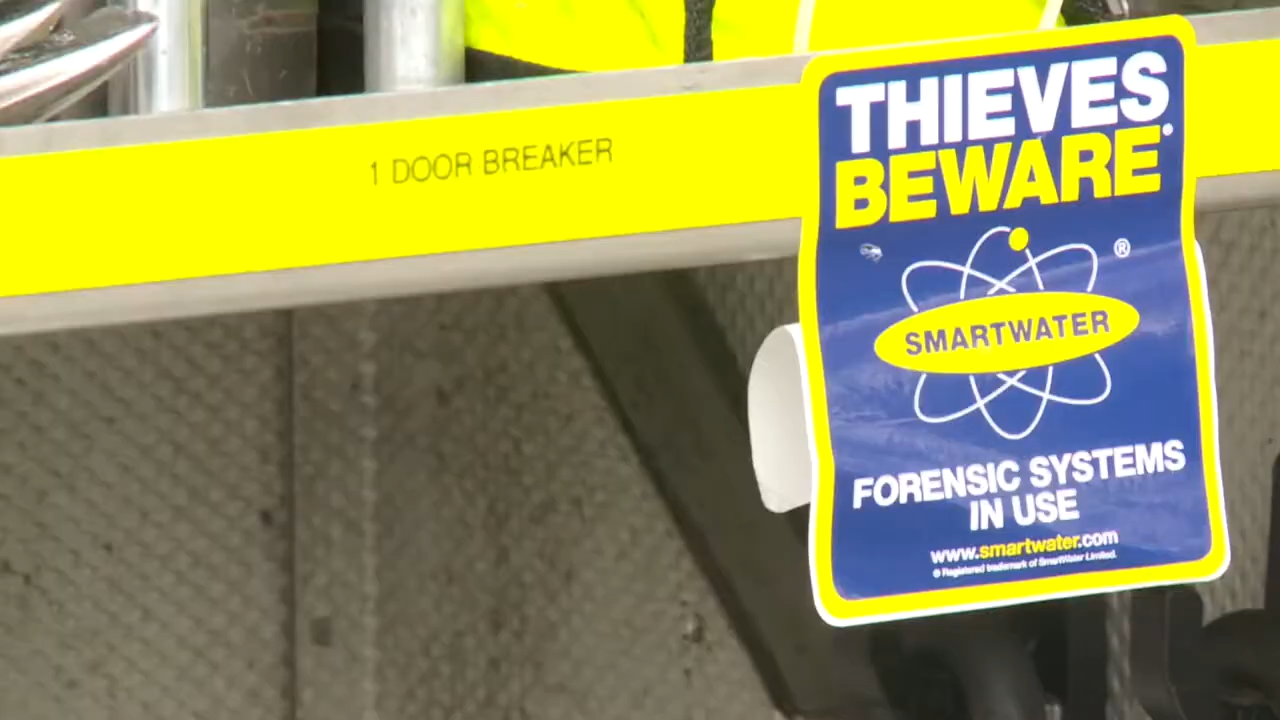 1 DOOR BREAKER
THIEVES
BEWARE®
®
SMARTWATER
FORENSIC SYSTEMS
IN USE
www.smartwater.com
® Registered trademark of SmartWater Limited.